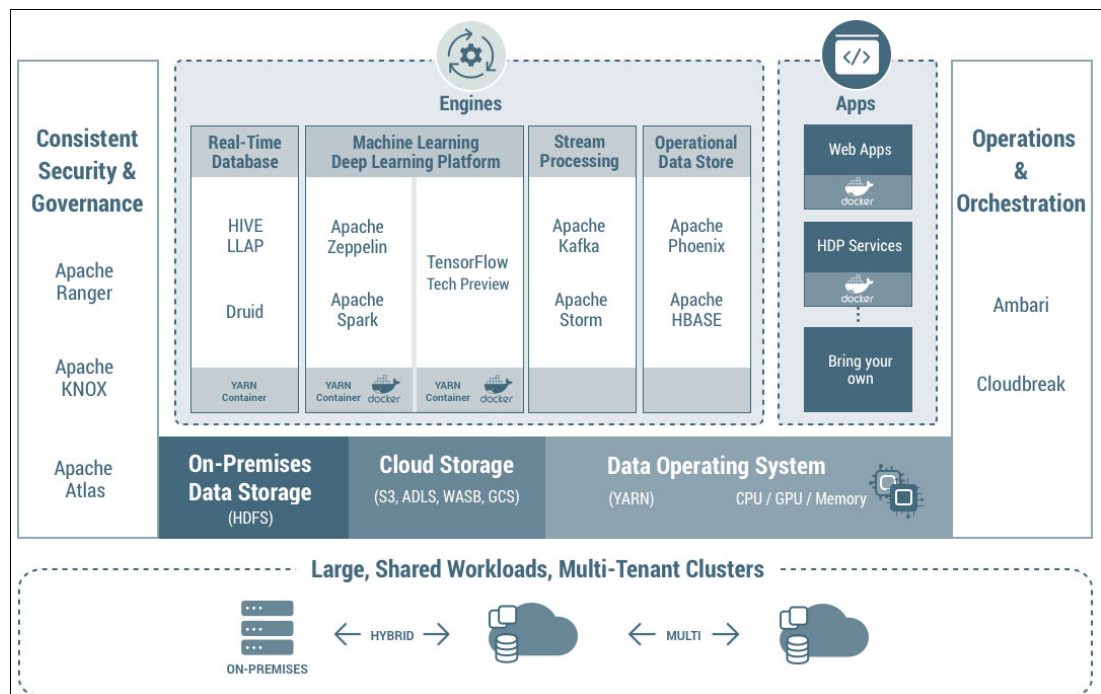 Engines
Apps
Consistent
Security &
Governance
Apache
Ranger
Apache
KNOX
Apache
Atlas
Real-Time
Database
HIVE
LLAP
Druid
YARN
Container
Machine Learning
Deep Learning Platform
Apache
Zeppelin
Apache
Spark
YARN
Container
docker
TensorFlow
Tech Preview
YARN
Container
docker
Stream
Processing
Apache
Kafka
Apache
Storm
Operational
Data Store
Apache
Phoenix
Apache
HBASE
</>
Web Apps
docker
HDP Services
docker
Bring your
own
Operations
&
Orchestration
Ambari
Cloudbreak
On-Premises
Data Storage
(HDFS)
Cloud Storage
(S3, ADLS, WASB, GCS)
Data Operating System
(YARN) CPU / GPU / Memory
Large, Shared Workloads, Multi-Tenant Clusters
ON-PREMISES
HYBRID
MULTI